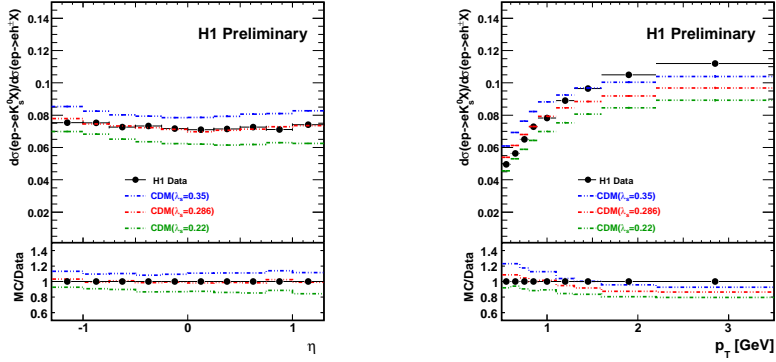 dσ(ep->eK⁰ₛX)/dσ(ep->eh±X)
H1 Preliminary
0.14
0.12
0.1
0.08
0.06
0.04
0.02
H1 Data
CDM(λₛ=0.35)
CDM(λₛ=0.286)
CDM(λₛ=0.22)
MC/Data
1.4
1.2
1
0.8
0.6
-1 0 1
η
dσ(ep->eK⁰ₛX)/dσ(ep->eh±X)
H1 Preliminary
0.14
0.12
0.1
0.08
0.06
0.04
0.02
H1 Data
CDM(λₛ=0.35)
CDM(λₛ=0.286)
CDM(λₛ=0.22)
MC/Data
1.4
1.2
1
0.8
0.6
1 2 3
p_T [GeV]